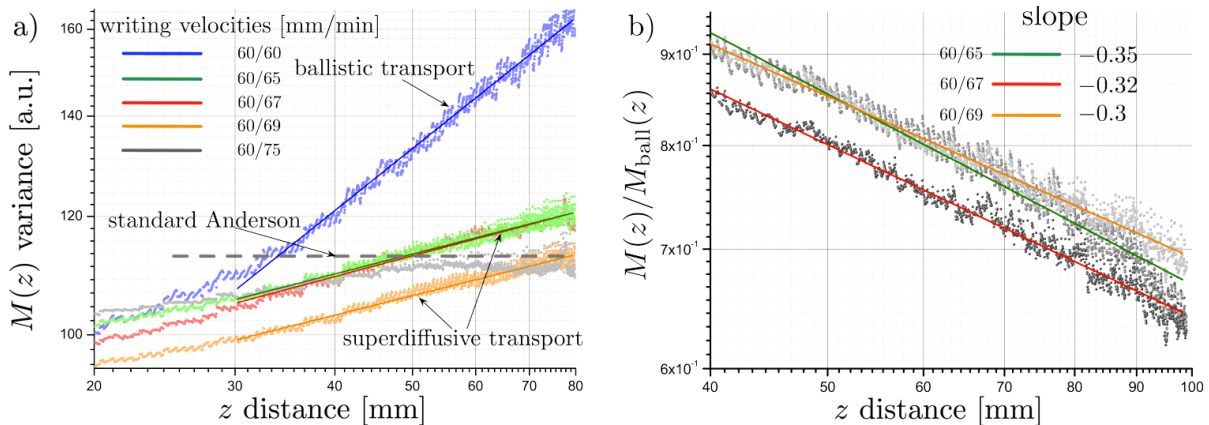 a)
writing velocities [mm/min]
60/60
60/65
60/67
60/69
60/75
ballistic transport
standard Anderson
superdiffusive transport
M(z) variance [a.u.]
160
140
120
100
20
30
40
50
60
70
80
z distance [mm]
b)
slope
60/65 −0.35
60/67 −0.32
60/69 −0.3
M(z)/M_ball(z)
9x10⁻¹
8x10⁻¹
7x10⁻¹
6x10⁻¹
40
50
60
70
80
90
100
z distance [mm]